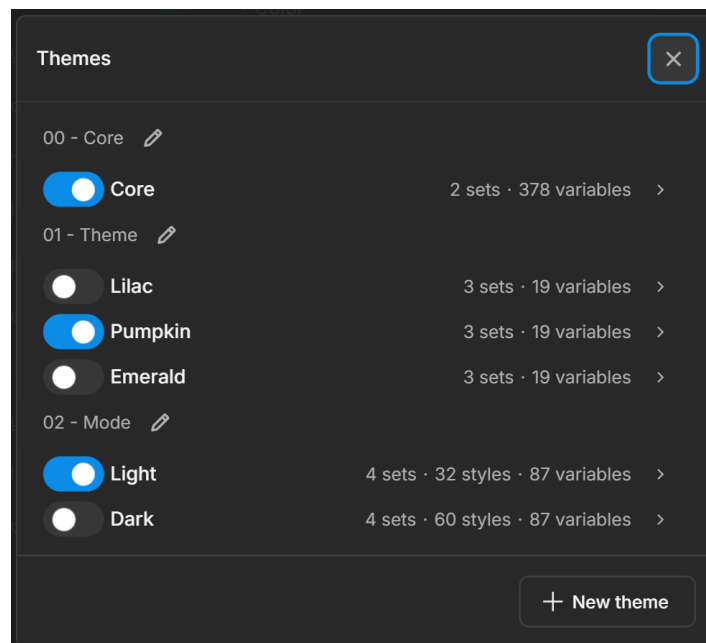 Themes
00 - Core
Core 2 sets · 378 variables
01 - Theme
Lilac 3 sets · 19 variables
Pumpkin 3 sets · 19 variables
Emerald 3 sets · 19 variables
02 - Mode
Light 4 sets · 32 styles · 87 variables
Dark 4 sets · 60 styles · 87 variables
New theme